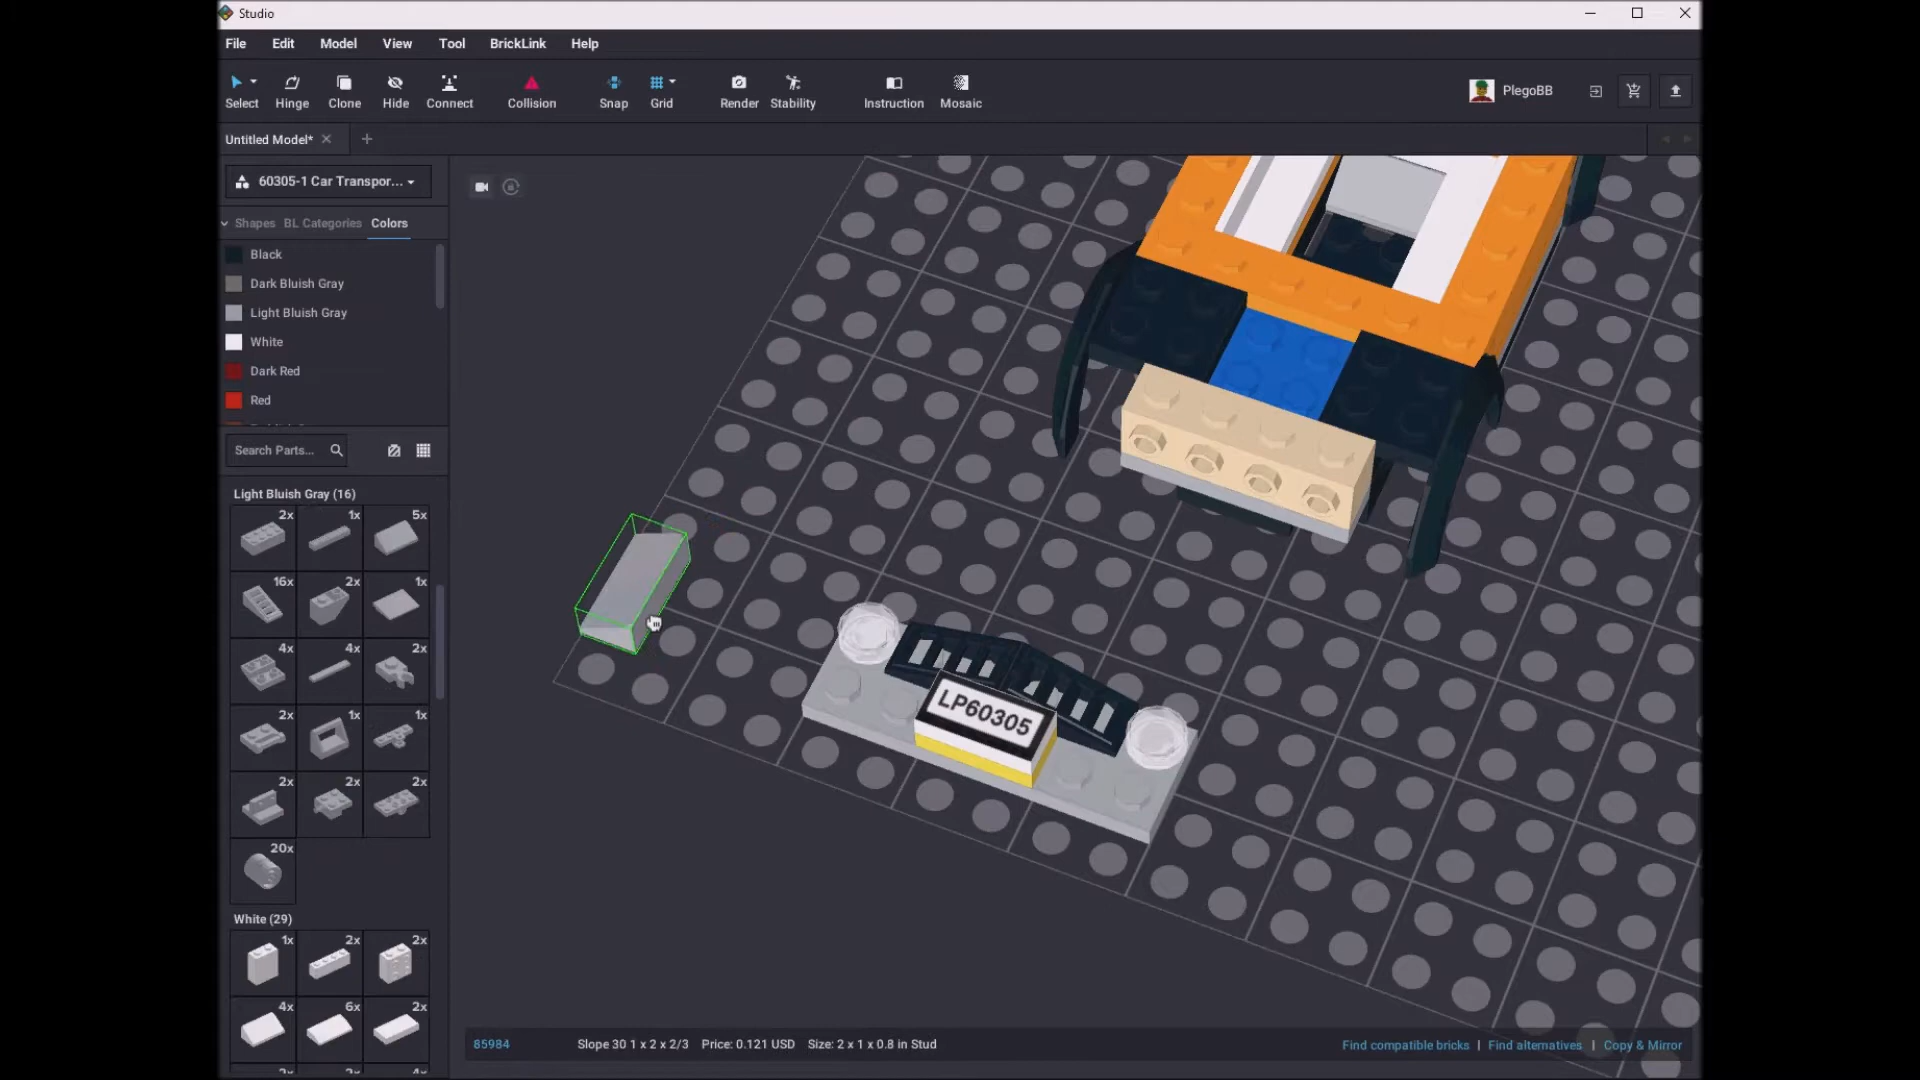 Studio
File Edit Model View Tool BrickLink Help
Select Hinge Clone Hide Connect Collision Snap Grid Render Stability Instruction Mosaic PlegoBB
Untitled Model*
60305-1 Car Transpor...
Shapes BL Categories Colors
Black
Dark Bluish Gray
Light Bluish Gray
White
Dark Red
Red
Search Parts...
Light Bluish Gray (16)
2x 1x 5x
16x 2x 1x
4x 4x 2x
2x 1x 1x
2x 2x 2x
20x
White (29)
1x 2x 2x
4x 6x 2x
LP60305
85984 Slope 30 1 x 2 x 2/3 Price: 0.121 USD Size: 2 x 1 x 0.8 in Stud Find compatible bricks | Find alternatives | Copy & Mirror